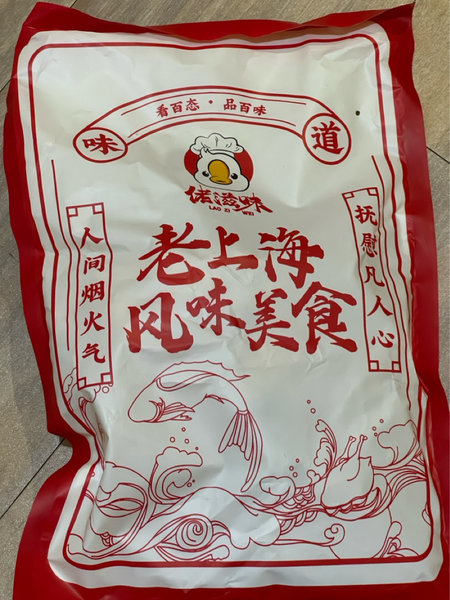 看百态·品百味
味 道
佬滋味
LAO ZI WEI
抚慰凡人心
人间烟火气
老上海
风味美食